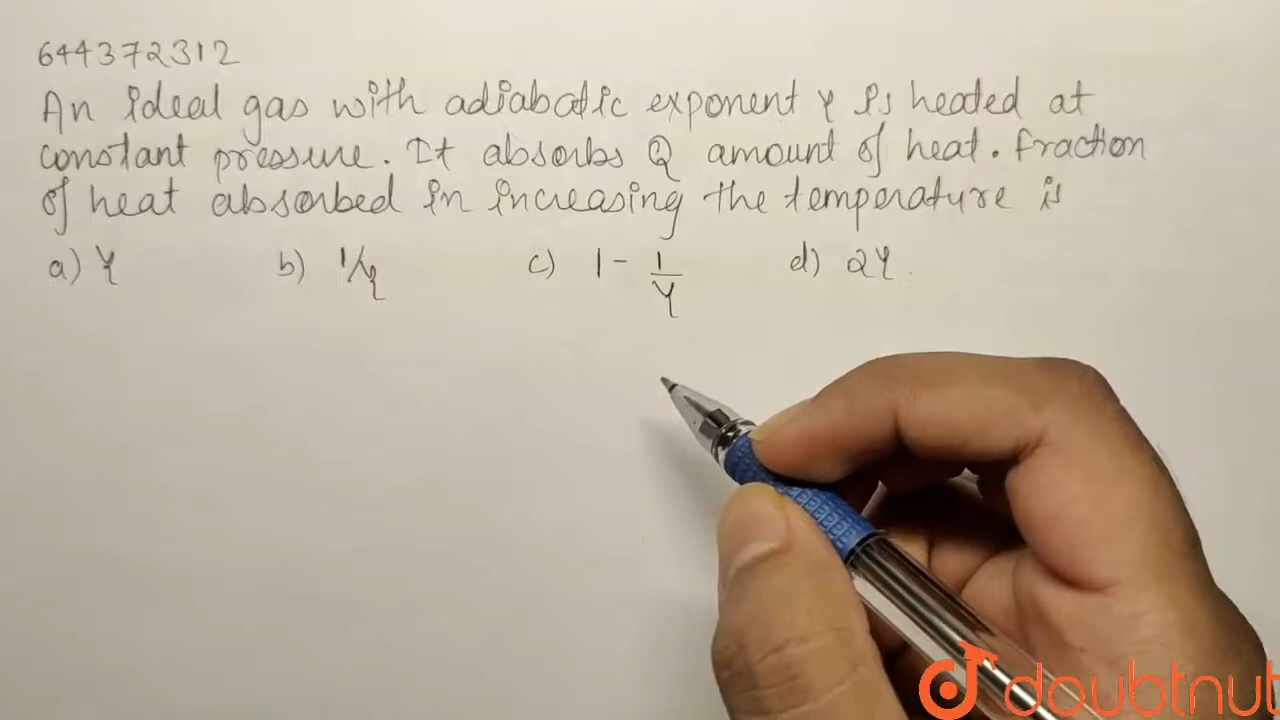 644372312
An ideal gas with adiabatic exponent γ is heated at
constant pressure. It absorbs Q amount of heat. Fraction
of heat absorbed in increasing the temperature is
a) γ b) 1/γ c) 1 - 1/γ d) 2γ
doubtnut